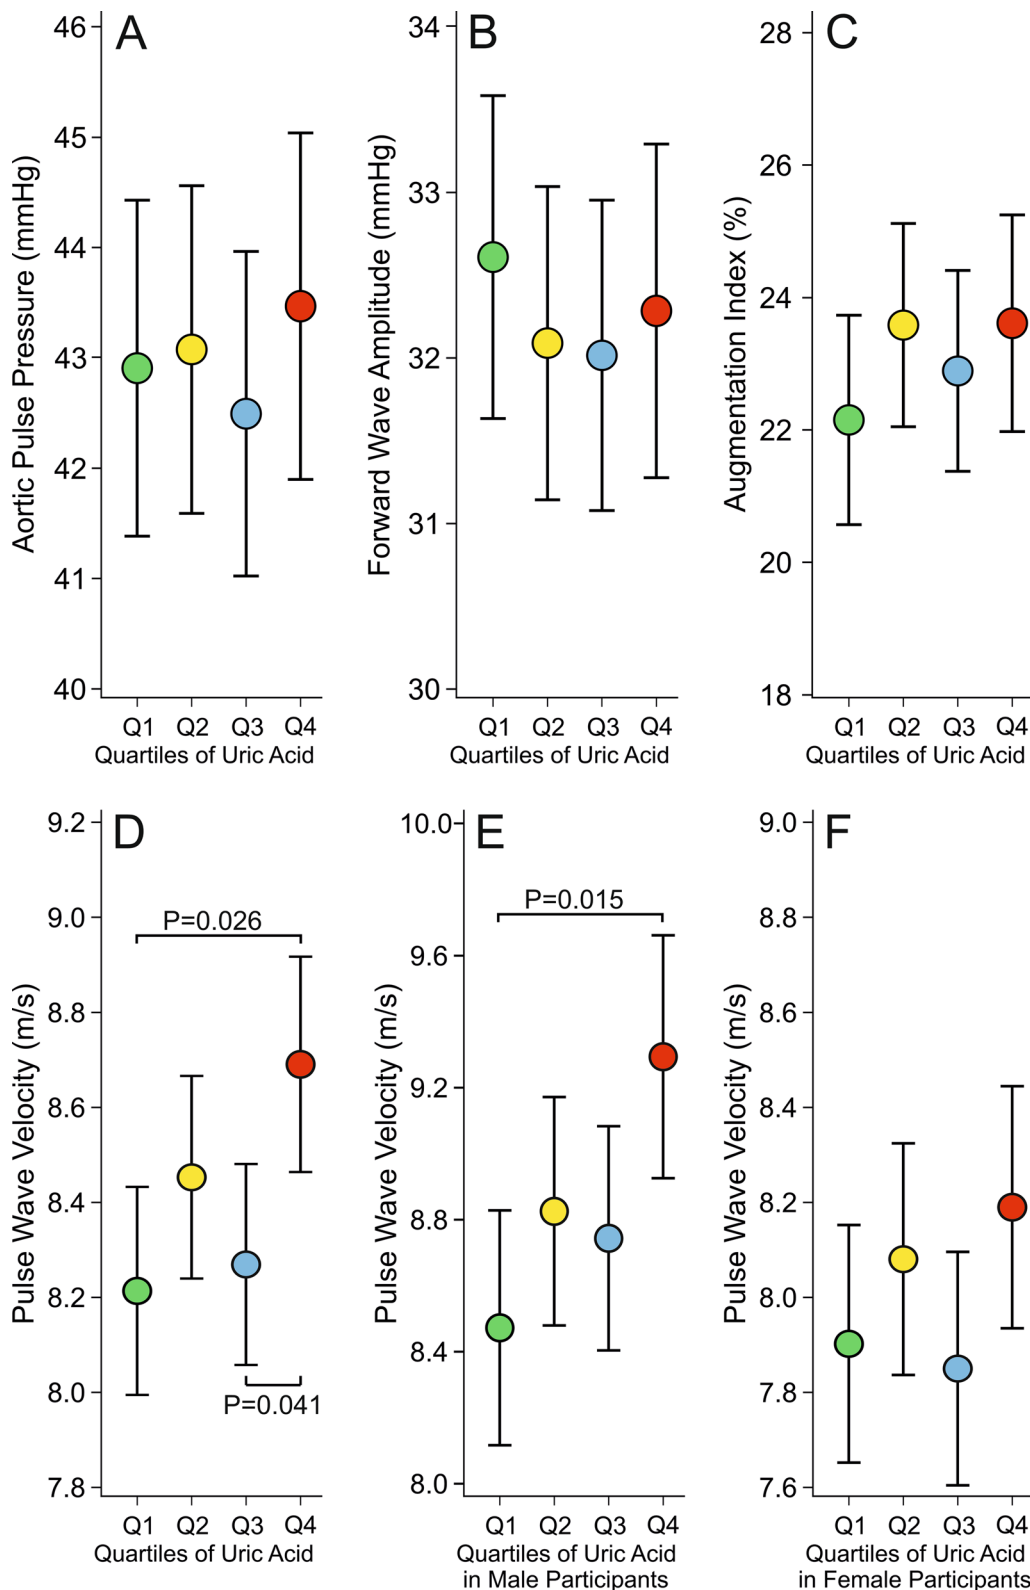 A
Aortic Pulse Pressure (mmHg)
46
45
44
43
42
41
40
Q1 Q2 Q3 Q4
Quartiles of Uric Acid
B
Forward Wave Amplitude (mmHg)
34
33
32
31
30
Q1 Q2 Q3 Q4
Quartiles of Uric Acid
C
Augmentation Index (%)
28
26
24
22
20
18
Q1 Q2 Q3 Q4
Quartiles of Uric Acid
D
Pulse Wave Velocity (m/s)
9.2
9.0
8.8
8.6
8.4
8.2
8.0
7.8
P=0.026
P=0.041
Q1 Q2 Q3 Q4
Quartiles of Uric Acid
E
Pulse Wave Velocity (m/s)
10.0
9.6
9.2
8.8
8.4
8.0
P=0.015
Q1 Q2 Q3 Q4
Quartiles of Uric Acid
in Male Participants
F
Pulse Wave Velocity (m/s)
9.0
8.8
8.6
8.4
8.2
8.0
7.8
7.6
Q1 Q2 Q3 Q4
Quartiles of Uric Acid
in Female Participants